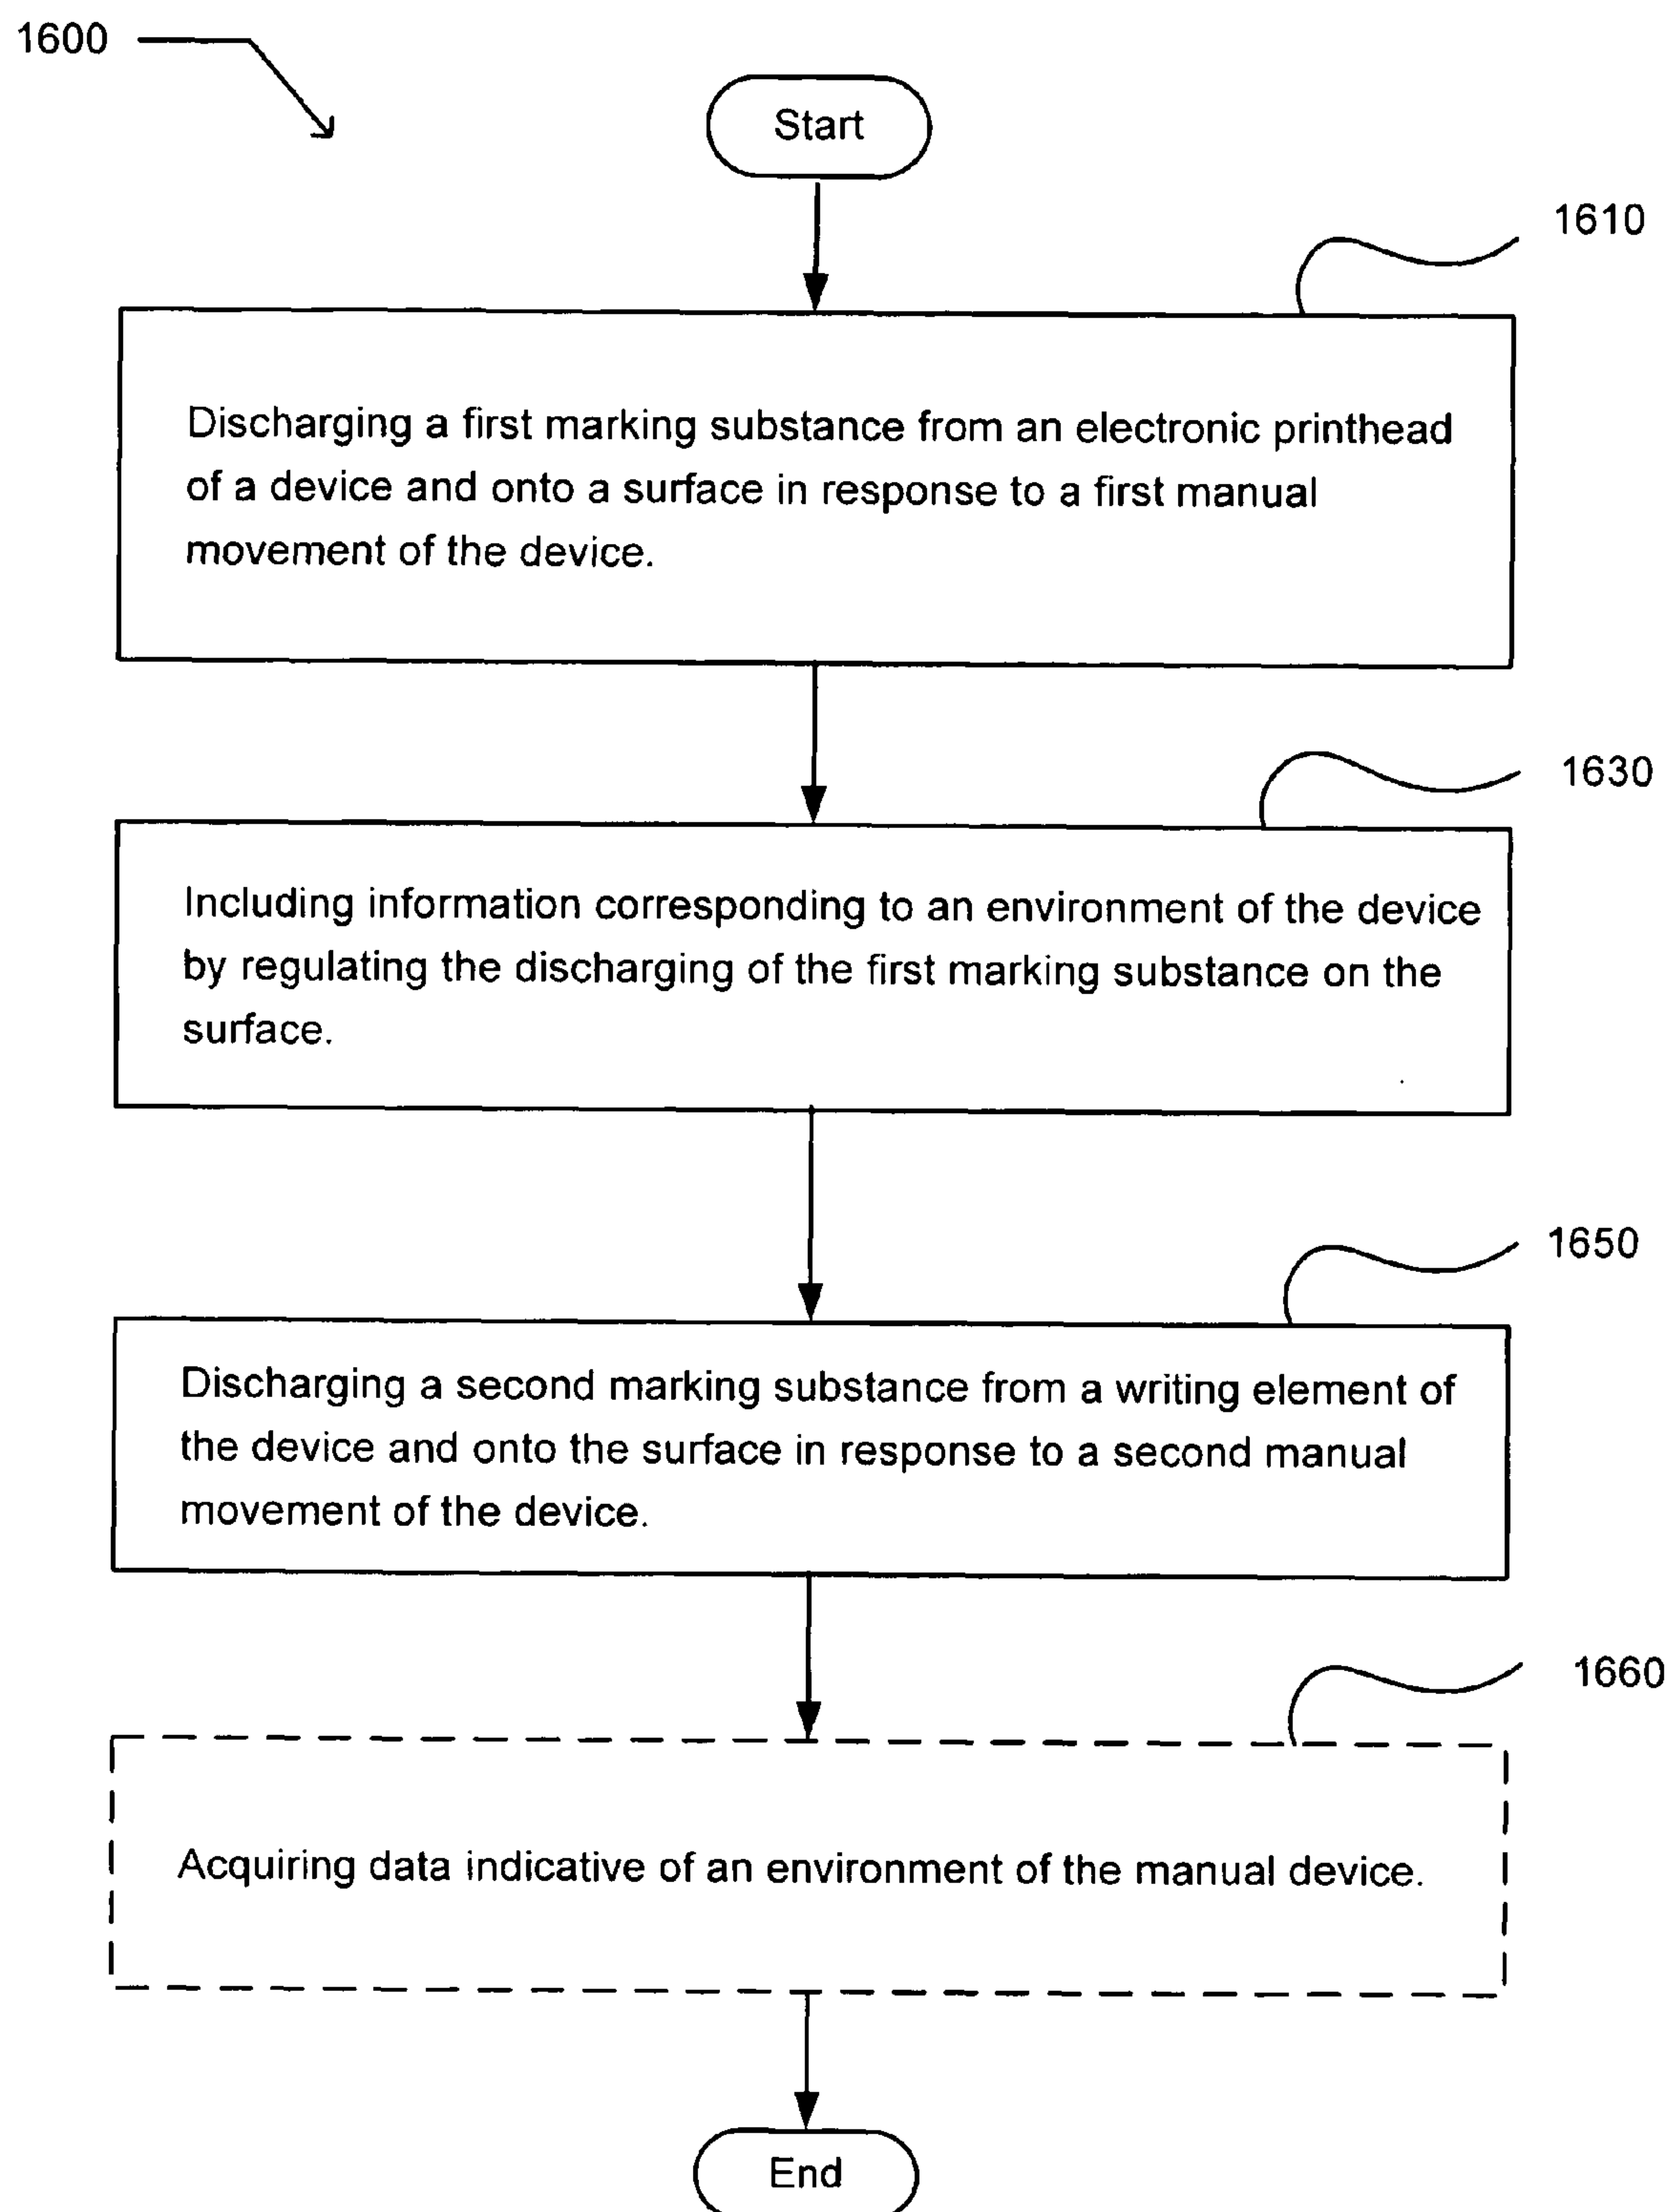 1600
Start
1610
Discharging a first marking substance from an electronic printhead
of a device and onto a surface in response to a first manual
movement of the device.
1630
Including information corresponding to an environment of the device
by regulating the discharging of the first marking substance on the
surface.
1650
Discharging a second marking substance from a writing element of
the device and onto the surface in response to a second manual
movement of the device.
1660
Acquiring data indicative of an environment of the manual device.
End